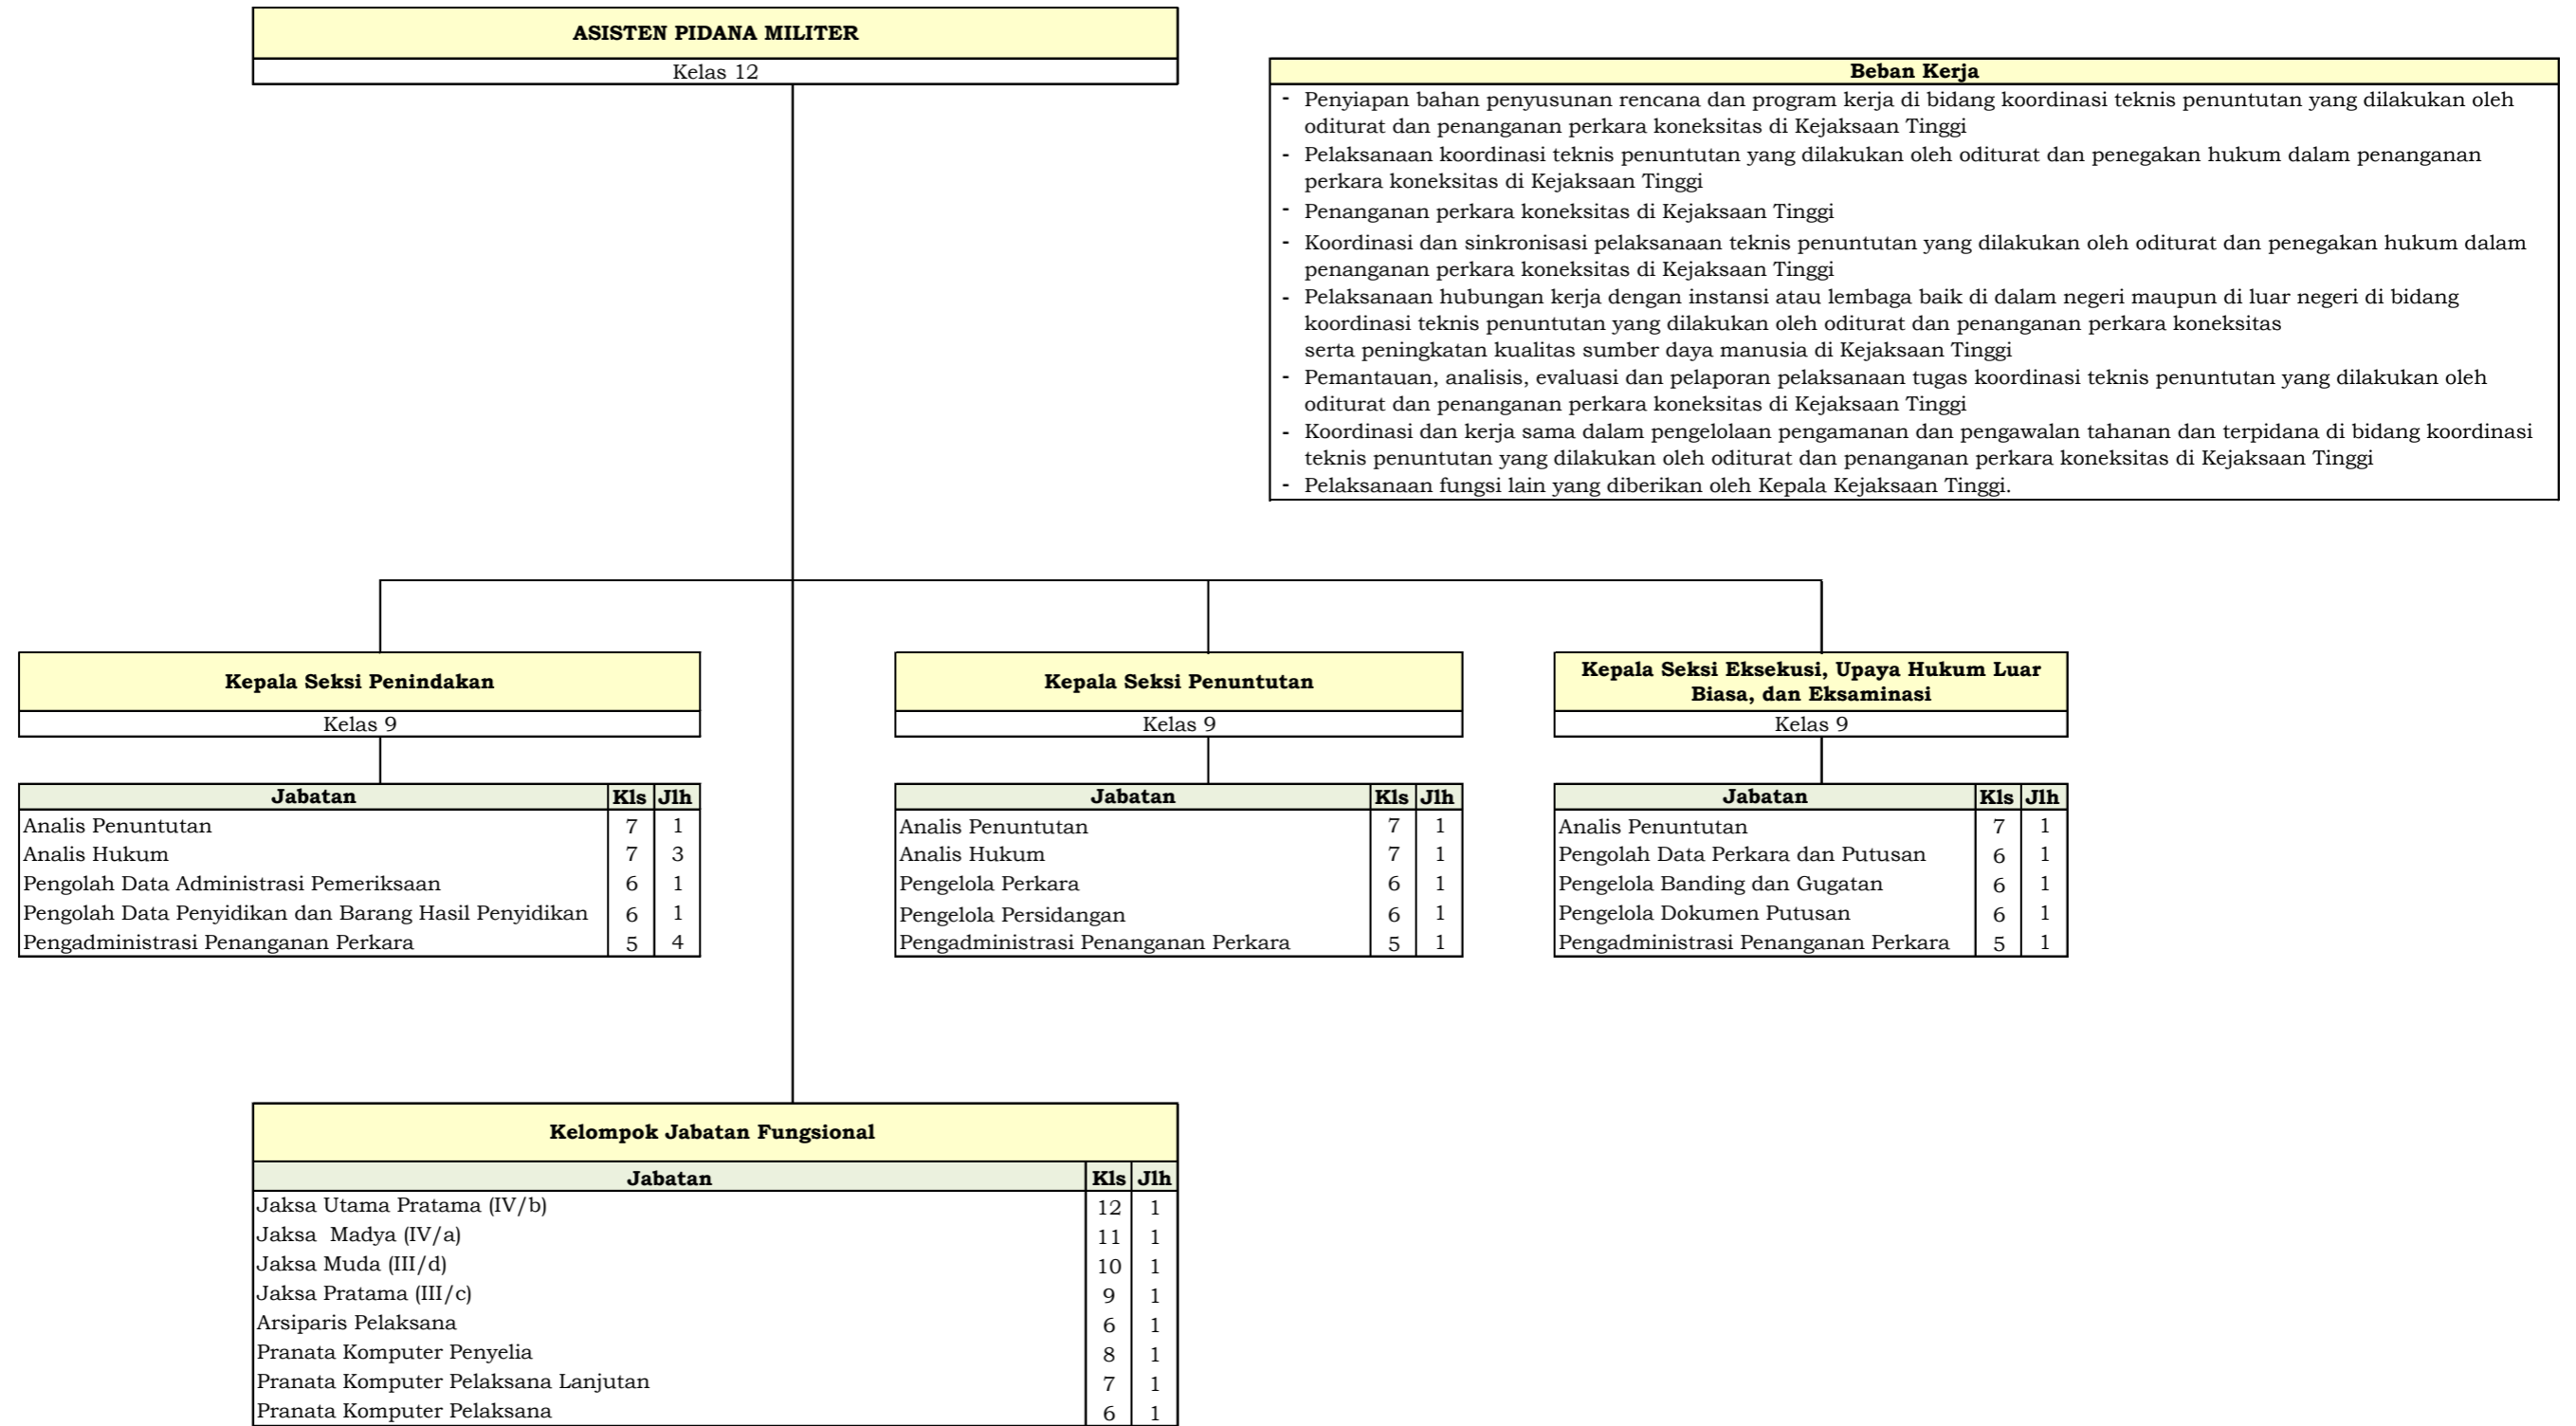 ASISTEN PIDANA MILITER
Kelas 12
Beban Kerja
- Penyiapan bahan penyusunan rencana dan program kerja di bidang koordinasi teknis penuntutan yang dilakukan oleh
oditurat dan penanganan perkara koneksitas di Kejaksaan Tinggi
- Pelaksanaan koordinasi teknis penuntutan yang dilakukan oleh oditurat dan penegakan hukum dalam penanganan
perkara koneksitas di Kejaksaan Tinggi
- Penanganan perkara koneksitas di Kejaksaan Tinggi
- Koordinasi dan sinkronisasi pelaksanaan teknis penuntutan yang dilakukan oleh oditurat dan penegakan hukum dalam
penanganan perkara koneksitas di Kejaksaan Tinggi
- Pelaksanaan hubungan kerja dengan instansi atau lembaga baik di dalam negeri maupun di luar negeri di bidang
koordinasi teknis penuntutan yang dilakukan oleh oditurat dan penanganan perkara koneksitas
serta peningkatan kualitas sumber daya manusia di Kejaksaan Tinggi
- Pemantauan, analisis, evaluasi dan pelaporan pelaksanaan tugas koordinasi teknis penuntutan yang dilakukan oleh
oditurat dan penanganan perkara koneksitas di Kejaksaan Tinggi
- Koordinasi dan kerja sama dalam pengelolaan pengamanan dan pengawalan tahanan dan terpidana di bidang koordinasi
teknis penuntutan yang dilakukan oleh oditurat dan penanganan perkara koneksitas di Kejaksaan Tinggi
- Pelaksanaan fungsi lain yang diberikan oleh Kepala Kejaksaan Tinggi.
Kepala Seksi Penindakan
Kelas 9
Jabatan Kls Jlh
Analis Penuntutan 7 1
Analis Hukum 7 3
Pengolah Data Administrasi Pemeriksaan 6 1
Pengolah Data Penyidikan dan Barang Hasil Penyidikan 6 1
Pengadministrasi Penanganan Perkara 5 4
Kepala Seksi Penuntutan
Kelas 9
Jabatan Kls Jlh
Analis Penuntutan 7 1
Analis Hukum 7 1
Pengelola Perkara 6 1
Pengelola Persidangan 6 1
Pengadministrasi Penanganan Perkara 5 1
Kepala Seksi Eksekusi, Upaya Hukum Luar
Biasa, dan Eksaminasi
Kelas 9
Jabatan Kls Jlh
Analis Penuntutan 7 1
Pengolah Data Perkara dan Putusan 6 1
Pengelola Banding dan Gugatan 6 1
Pengelola Dokumen Putusan 6 1
Pengadministrasi Penanganan Perkara 5 1
Kelompok Jabatan Fungsional
Jabatan Kls Jlh
Jaksa Utama Pratama (IV/b) 12 1
Jaksa  Madya (IV/a) 11 1
Jaksa Muda (III/d) 10 1
Jaksa Pratama (III/c) 9 1
Arsiparis Pelaksana 6 1
Pranata Komputer Penyelia 8 1
Pranata Komputer Pelaksana Lanjutan 7 1
Pranata Komputer Pelaksana 6 1